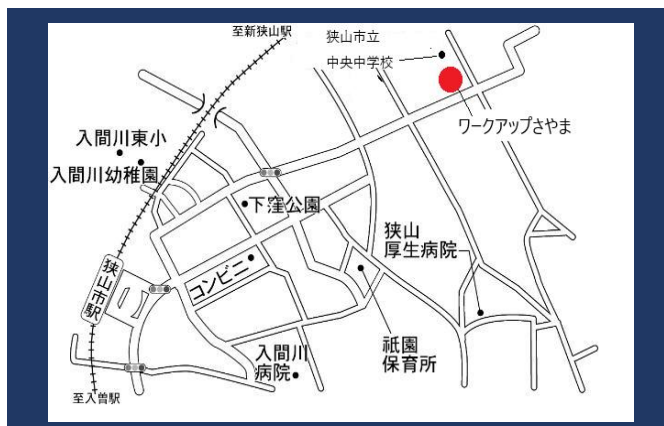 至新狭山駅
狭山市立
中央中学校
ワークアップさやま
入間川東小
入間川幼稚園
下窪公園
狭山
厚生病院
コンビニ
狭山市駅
祇園
保育所
入間川
病院
至入曽駅